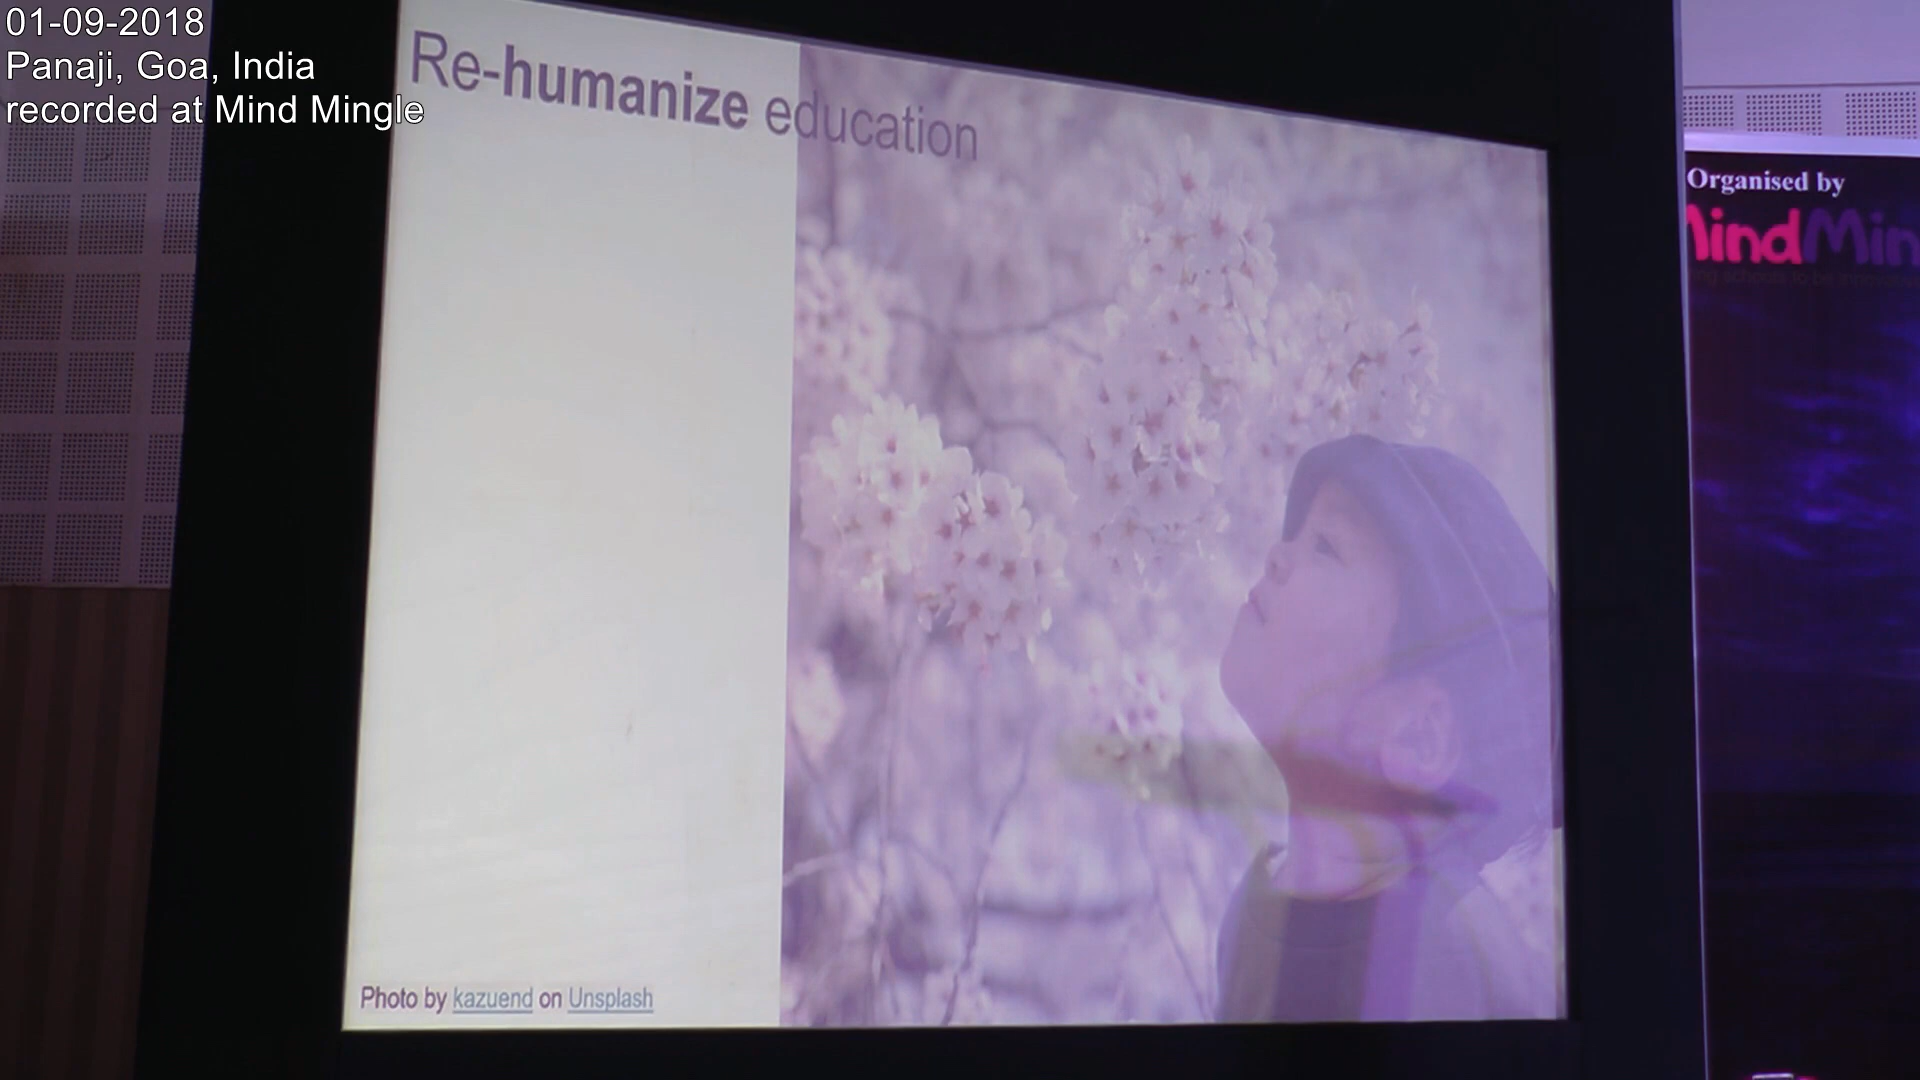 01-09-2018
Panaji, Goa, India
recorded at Mind Mingle
Re-humanize education
Organised by
Photo by kazuend on Unsplash